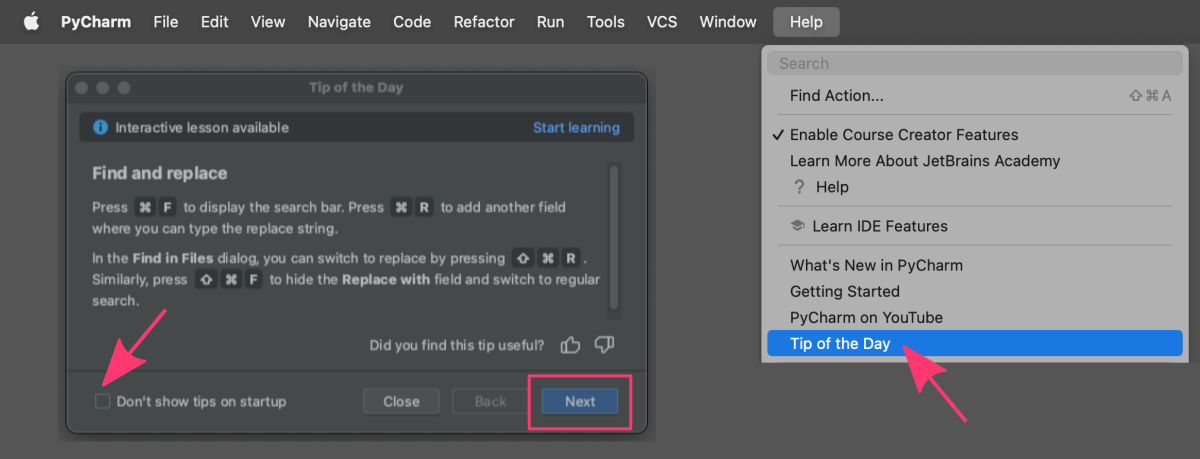 PyCharm File Edit View Navigate Code Refactor Run Tools VCS Window Help
Tip of the Day
Interactive lesson available Start learning
Find and replace
Press ⌘ F to display the search bar. Press ⌘ R to add another field
where you can type the replace string.
In the Find in Files dialog, you can switch to replace by pressing ⇧ ⌘ R .
Similarly, press ⇧ ⌘ F to hide the Replace with field and switch to regular
search.
Did you find this tip useful?
Don't show tips on startup Close Back Next
Search
Find Action... ⇧⌘A
✓ Enable Course Creator Features
Learn More About JetBrains Academy
? Help
Learn IDE Features
What's New in PyCharm
Getting Started
PyCharm on YouTube
Tip of the Day